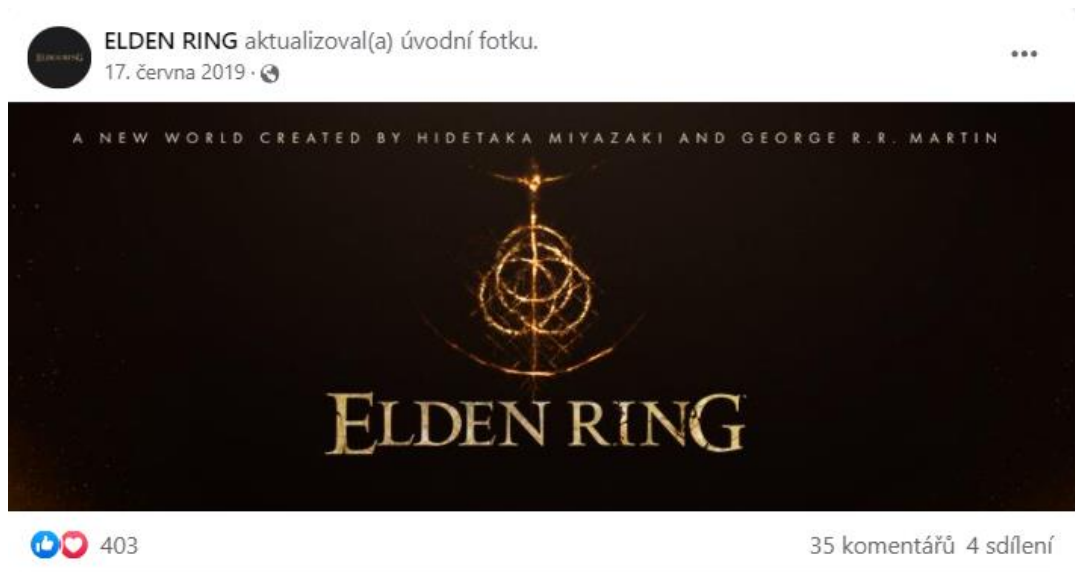 ELDEN RING aktualizoval(a) úvodní fotku.
17. června 2019 ·
A NEW WORLD CREATED BY HIDETAKA MIYAZAKI AND GEORGE R.R. MARTIN
ELDEN RING
403
35 komentářů 4 sdílení